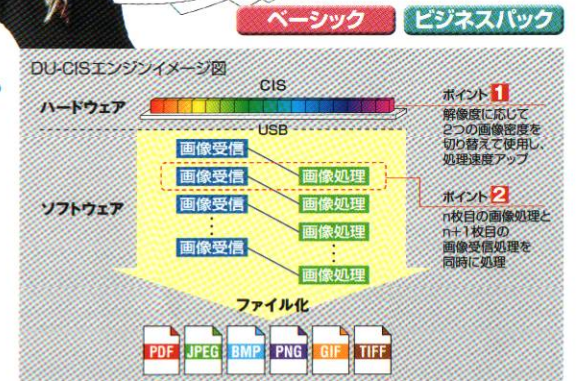 ベーシック
ビジネスパック
DU-CISエンジンイメージ図
CIS
ハードウェア
USB
ポイント1
解像度に応じて
2つの画像密度を
切り替えて使用し、
処理速度アップ
画像受信
画像受信
画像処理
ソフトウェア
画像受信
画像処理
画像処理
画像受信
画像処理
ポイント2
n枚目の画像処理と
n+1枚目の
画像受信処理を
同時に処理
ファイル化
PDF
JPEG
BMP
PNG
GIF
TIFF